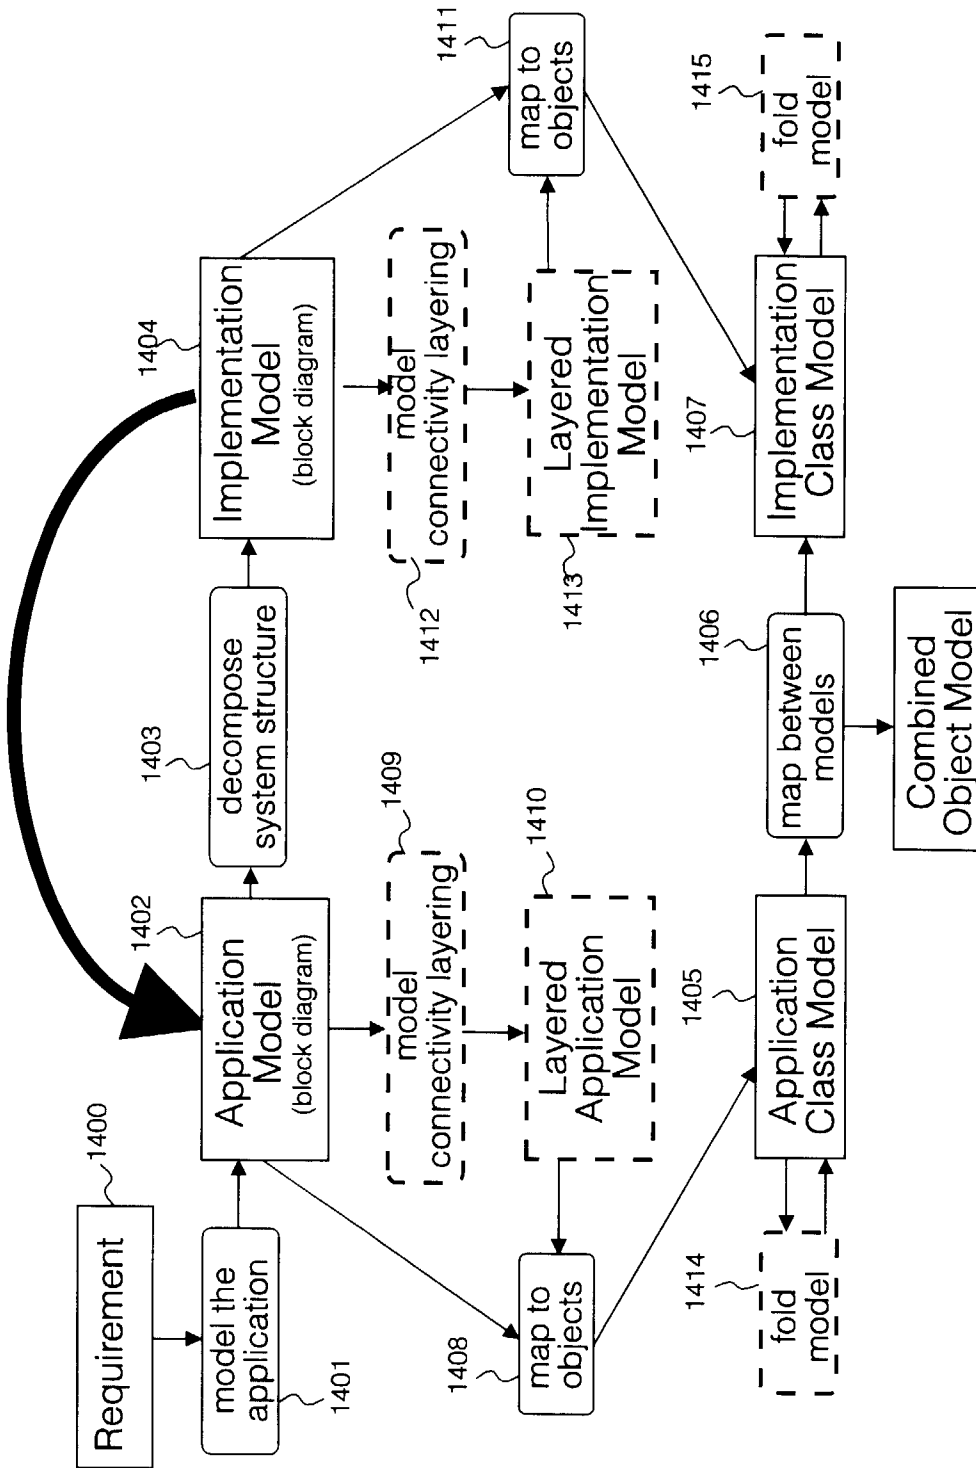 1400
Requirement
model the
application
1401
1402
Application
Model
(block diagram)
1403
decompose
system structure
1404
Implementation
Model
(block diagram)
1409
model
connectivity layering
1412
model
connectivity layering
1411
map to
objects
1408
map to
objects
1410
Layered
Application
Model
1413
Layered
Implementation
Model
1414
fold
model
1405
Application
Class Model
1406
map between
models
1407
Implementation
Class Model
1415
fold
model
Combined
Object Model